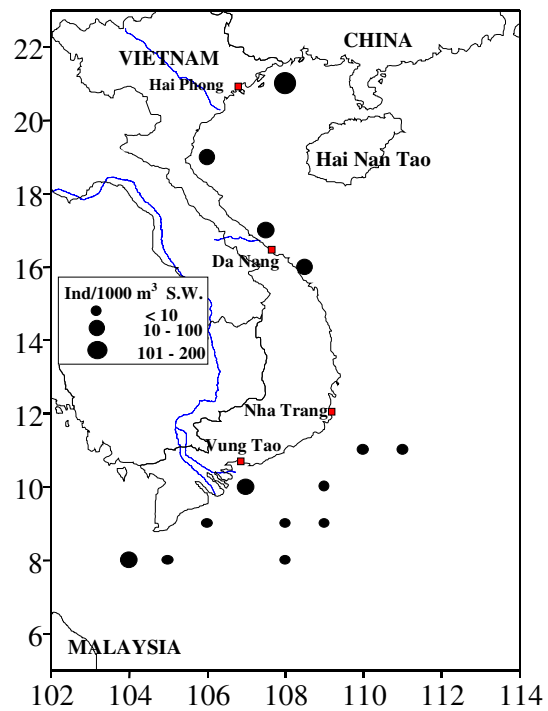 CHINA
VIETNAM
Hai Phong
Hai Nan Tao
Da Nang
Ind/1000 m³ S.W.
< 10
10 - 100
101 - 200
Nha Trang
Vung Tao
MALAYSIA
22
20
18
16
14
12
10
8
6
102 104 106 108 110 112 114